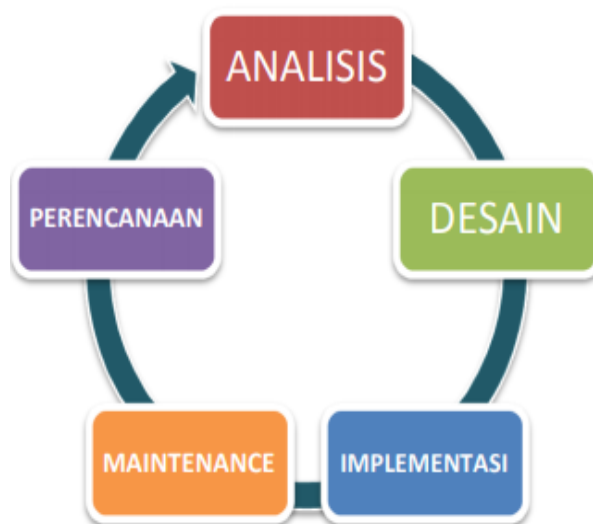 ANALISIS
DESAIN
IMPLEMENTASI
MAINTENANCE
PERENCANAAN